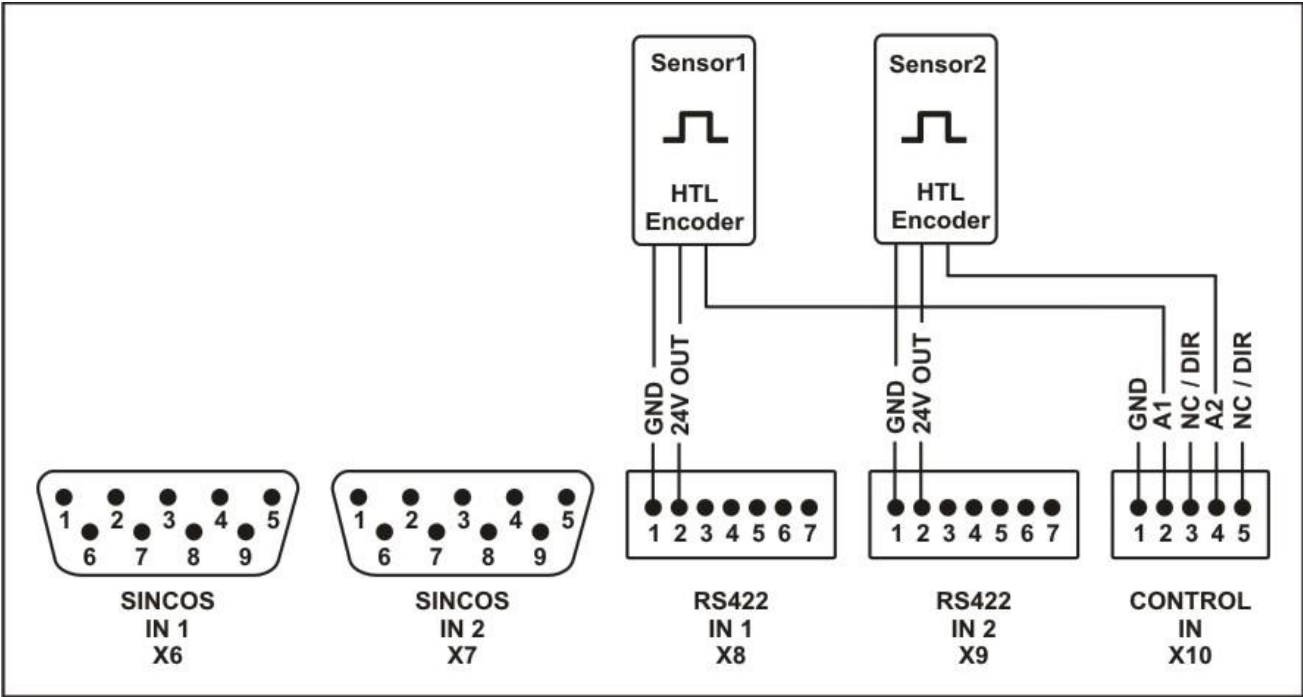 Sensor1
HTL
Encoder
Sensor2
HTL
Encoder
GND
24V OUT
GND
24V OUT
GND
A1
NC / DIR
A2
NC / DIR
1 2 3 4 5
6 7 8 9
SINCOS
IN 1
X6
1 2 3 4 5
6 7 8 9
SINCOS
IN 2
X7
1 2 3 4 5 6 7
RS422
IN 1
X8
1 2 3 4 5 6 7
RS422
IN 2
X9
1 2 3 4 5
CONTROL
IN
X10